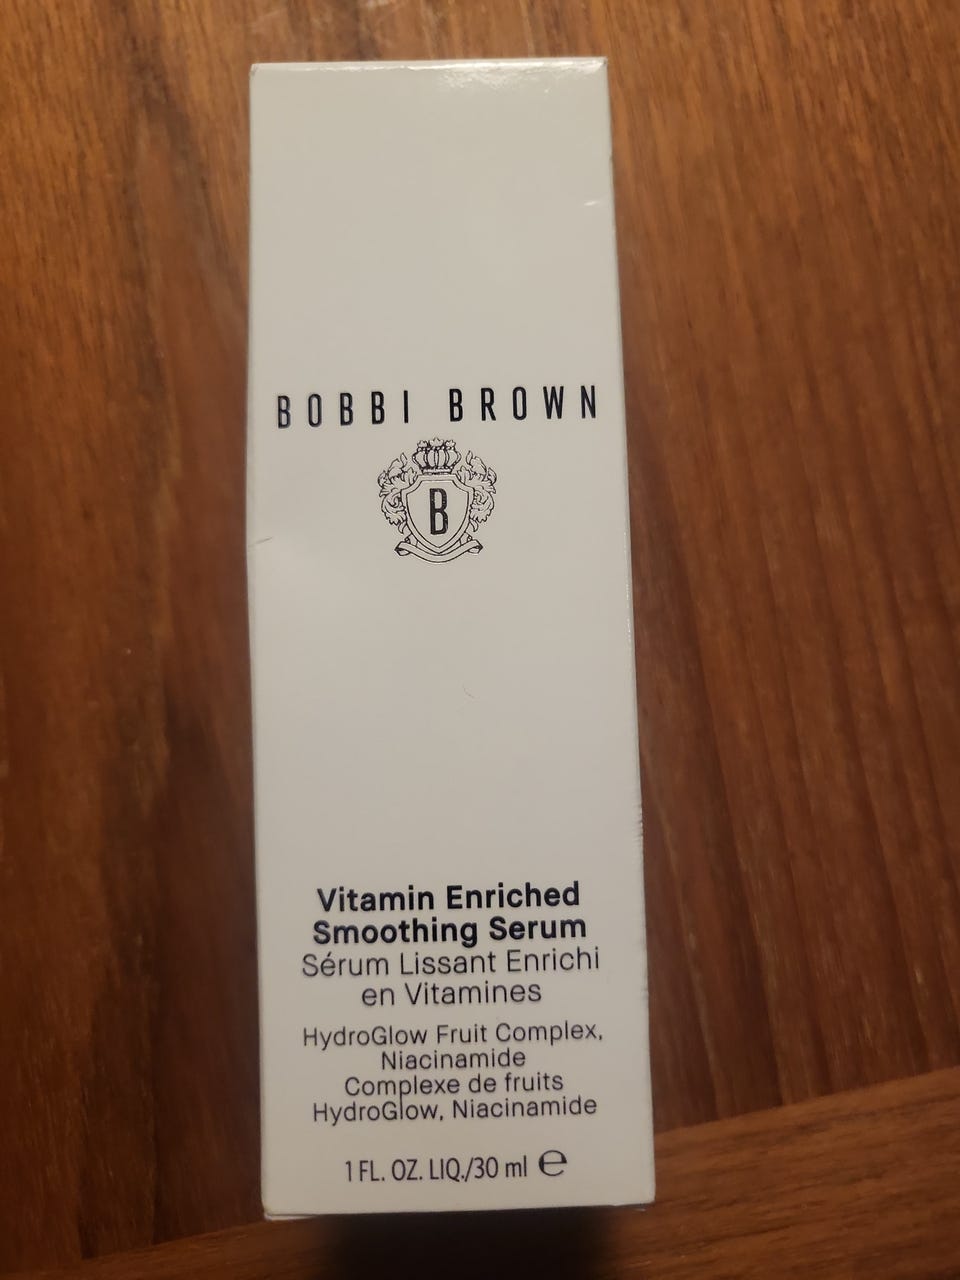 BOBBI BROWN
B
Vitamin Enriched
Smoothing Serum
Sérum Lissant Enrichi
en Vitamines
HydroGlow Fruit Complex,
Niacinamide
Complexe de fruits
HydroGlow, Niacinamide
1 FL. OZ. LIQ./30 ml ℮